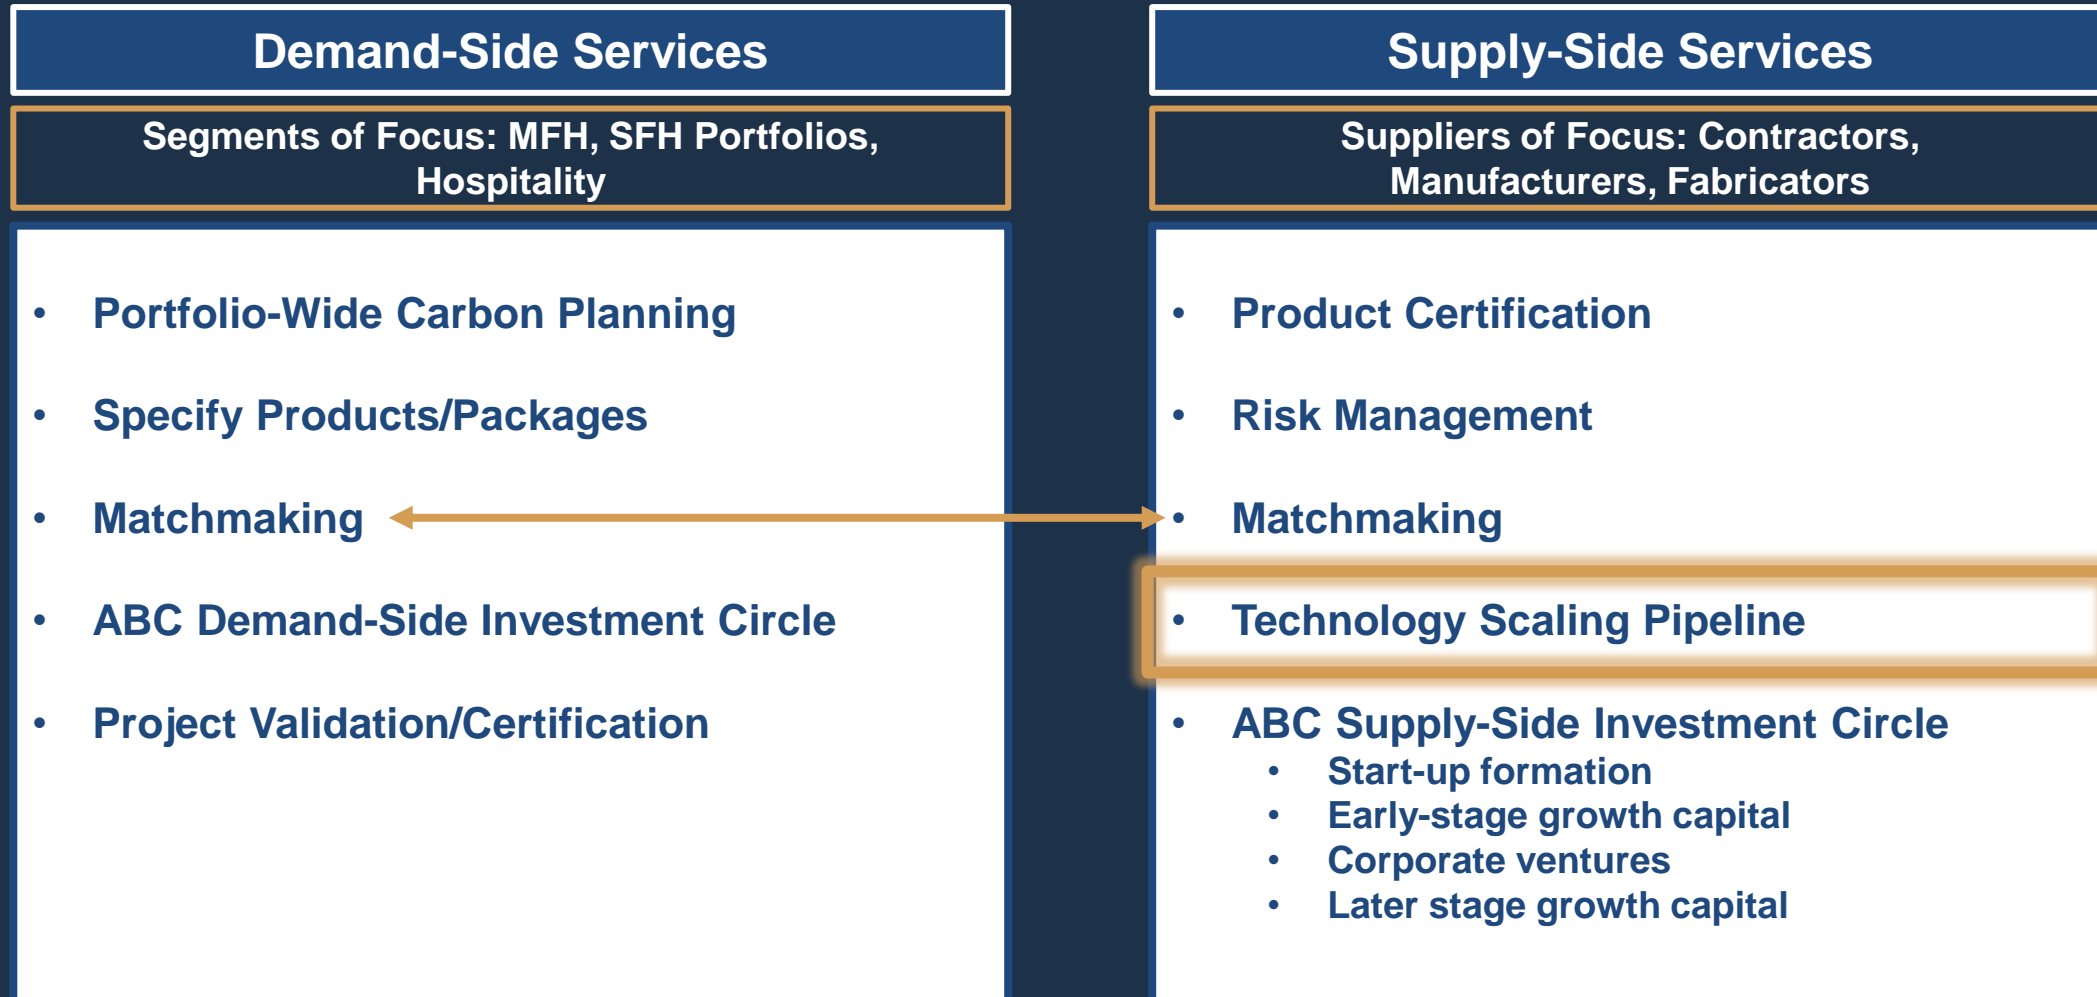 Demand-Side Services
Segments of Focus: MFH, SFH Portfolios,
Hospitality
• Portfolio-Wide Carbon Planning
• Specify Products/Packages
• Matchmaking
• ABC Demand-Side Investment Circle
• Project Validation/Certification
Supply-Side Services
Suppliers of Focus: Contractors,
Manufacturers, Fabricators
• Product Certification
• Risk Management
• Matchmaking
• Technology Scaling Pipeline
• ABC Supply-Side Investment Circle
• Start-up formation
• Early-stage growth capital
• Corporate ventures
• Later stage growth capital